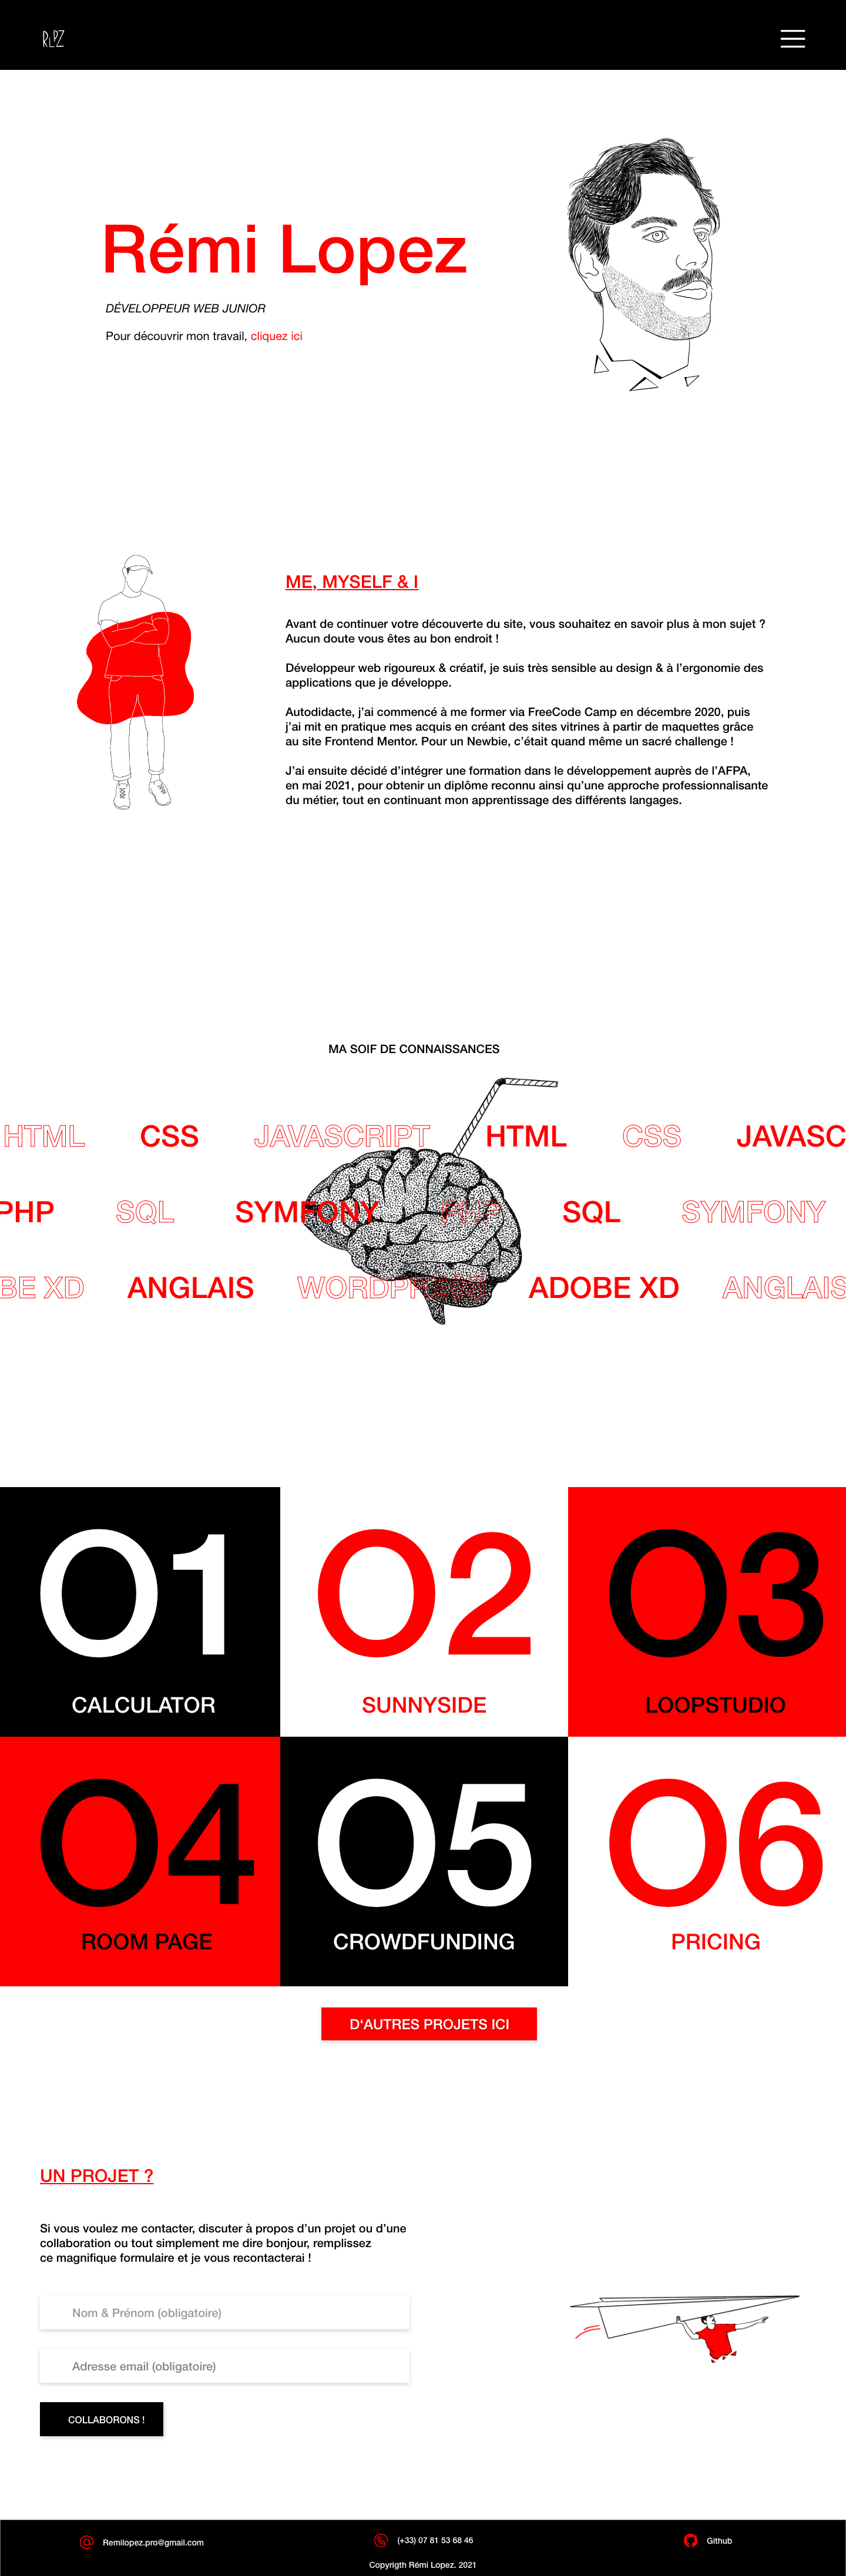 RLPZ
Rémi Lopez
DÉVELOPPEUR WEB JUNIOR
Pour découvrir mon travail, cliquez ici
ME, MYSELF & I
Avant de continuer votre découverte du site, vous souhaitez en savoir plus à mon sujet ?
Aucun doute vous êtes au bon endroit !
Développeur web rigoureux & créatif, je suis très sensible au design & à l’ergonomie des
applications que je développe.
Autodidacte, j’ai commencé à me former via FreeCode Camp en décembre 2020, puis
j’ai mit en pratique mes acquis en créant des sites vitrines à partir de maquettes grâce
au site Frontend Mentor. Pour un Newbie, c’était quand même un sacré challenge !
J’ai ensuite décidé d’intégrer une formation dans le développement auprès de l’AFPA,
en mai 2021, pour obtenir un diplôme reconnu ainsi qu’une approche professionnalisante
du métier, tout en continuant mon apprentissage des différents langages.
MA SOIF DE CONNAISSANCES
HTML CSS JAVASCRIPT HTML CSS JAVASC
PHP SQL SYMFONY PHP SQL SYMFONY
BE XD ANGLAIS WORDPRESS ADOBE XD ANGLAIS
O1 O2 O3
CALCULATOR SUNNYSIDE LOOPSTUDIO
O4 O5 O6
ROOM PAGE CROWDFUNDING PRICING
D‘AUTRES PROJETS ICI
UN PROJET ?
Si vous voulez me contacter, discuter à propos d’un projet ou d’une
collaboration ou tout simplement me dire bonjour, remplissez
ce magnifique formulaire et je vous recontacterai !
Nom & Prénom (obligatoire)
Adresse email (obligatoire)
COLLABORONS !
Remilopez.pro@gmail.com (+33) 07 81 53 68 46 Github
Copyrigth Rémi Lopez. 2021